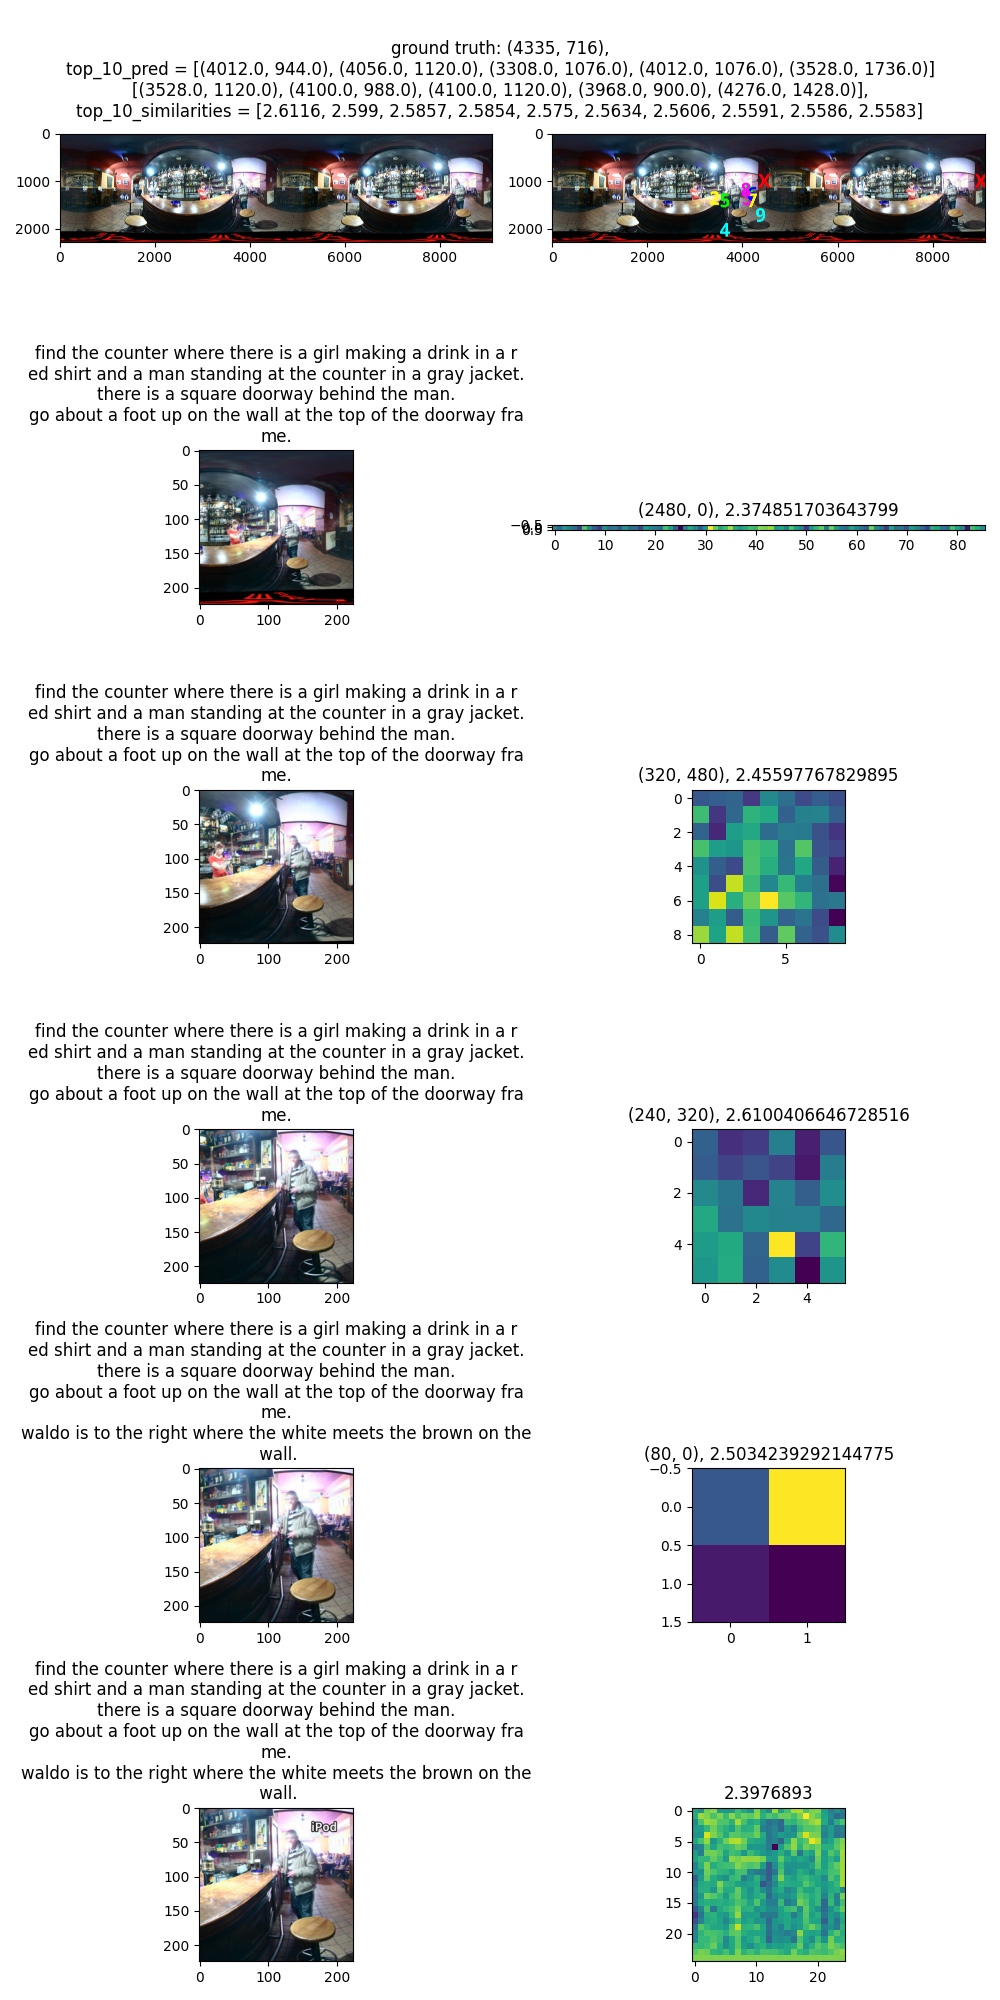 ground truth: (4335, 716),
top_10_pred = [(4012.0, 944.0), (4056.0, 1120.0), (3308.0, 1076.0), (4012.0, 1076.0), (3528.0, 1736.0)]
[(3528.0, 1120.0), (4100.0, 988.0), (4100.0, 1120.0), (3968.0, 900.0), (4276.0, 1428.0)],
top_10_similarities = [2.6116, 2.599, 2.5857, 2.5854, 2.575, 2.5634, 2.5606, 2.5591, 2.5586, 2.5583]
0
1000
2000
0 2000 4000 6000 8000
0
1000
2000
X X
2 5 8 7
9
4
0 2000 4000 6000 8000
find the counter where there is a girl making a drink in a r
ed shirt and a man standing at the counter in a gray jacket.
there is a square doorway behind the man.
go about a foot up on the wall at the top of the doorway fra
me.
0
50
100
150
200
0 100 200
(2480, 0), 2.374851703643799
−0.5
0.5
0 10 20 30 40 50 60 70 80
find the counter where there is a girl making a drink in a r
ed shirt and a man standing at the counter in a gray jacket.
there is a square doorway behind the man.
go about a foot up on the wall at the top of the doorway fra
me.
0
50
100
150
200
0 100 200
(320, 480), 2.45597767829895
0
2
4
6
8
0 5
find the counter where there is a girl making a drink in a r
ed shirt and a man standing at the counter in a gray jacket.
there is a square doorway behind the man.
go about a foot up on the wall at the top of the doorway fra
me.
0
50
100
150
200
0 100 200
(240, 320), 2.6100406646728516
0
2
4
0 2 4
find the counter where there is a girl making a drink in a r
ed shirt and a man standing at the counter in a gray jacket.
there is a square doorway behind the man.
go about a foot up on the wall at the top of the doorway fra
me.
waldo is to the right where the white meets the brown on the
wall.
0
50
100
150
200
0 100 200
(80, 0), 2.5034239292144775
−0.5
0.0
0.5
1.0
1.5
0 1
find the counter where there is a girl making a drink in a r
ed shirt and a man standing at the counter in a gray jacket.
there is a square doorway behind the man.
go about a foot up on the wall at the top of the doorway fra
me.
waldo is to the right where the white meets the brown on the
wall.
0
50
100
150
200
iPod
0 100 200
2.3976893
0
5
10
15
20
0 10 20